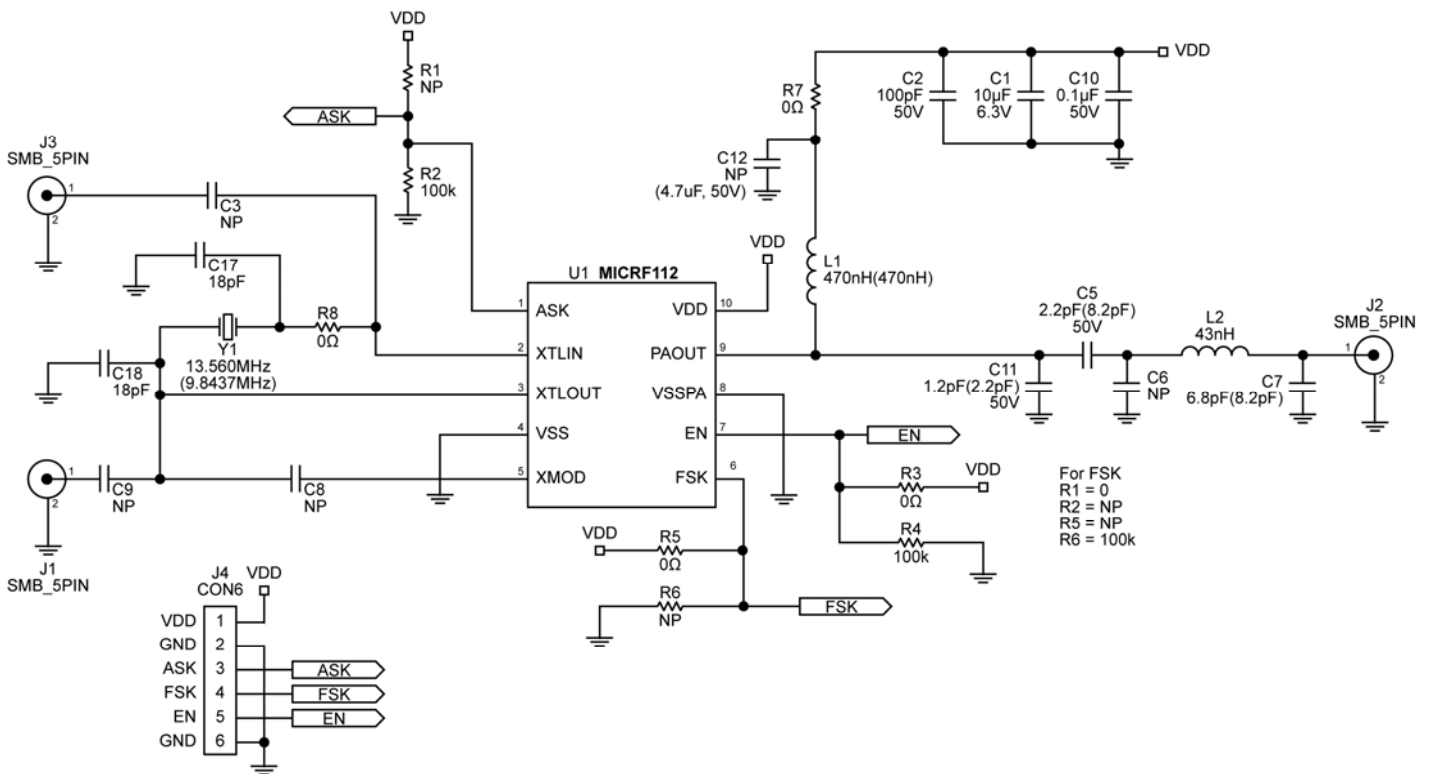 VDD
R1
NP
ASK
R2
100k
J3
SMB_5PIN
1
2
C3
NP
C17
18pF
R8
0Ω
Y1
13.560MHz
(9.8437MHz)
C18
18pF
J1
SMB_5PIN
1
2
C9
NP
C8
NP
U1 MICRF112
1 ASK
2 XTLIN
3 XTLOUT
4 VSS
5 XMOD
VDD 10
PAOUT 9
VSSPA 8
EN 7
FSK 6
VDD
R7
0Ω
C12
NP
(4.7uF, 50V)
L1
470nH(470nH)
C2
100pF
50V
C1
10µF
6.3V
C10
0.1µF
50V
VDD
C11
1.2pF(2.2pF)
50V
C5
2.2pF(8.2pF)
50V
C6
NP
L2
43nH
C7
6.8pF(8.2pF)
J2
SMB_5PIN
1
2
EN
R3
0Ω
VDD
R4
100k
For FSK
R1 = 0
R2 = NP
R5 = NP
R6 = 100k
VDD
R5
0Ω
R6
NP
FSK
J4
CON6
VDD
VDD 1
GND 2
ASK 3 ASK
FSK 4 FSK
EN 5 EN
GND 6